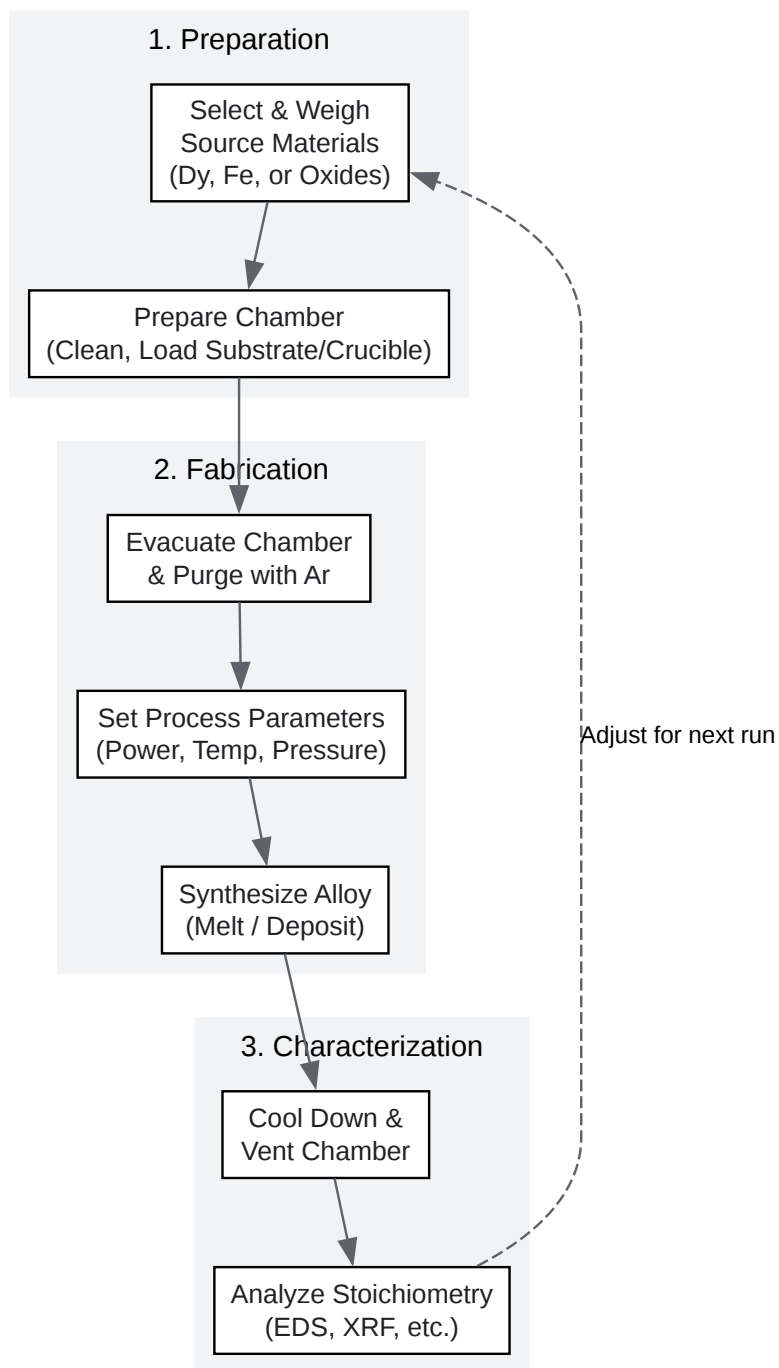 1. Preparation
Select & Weigh
Source Materials
(Dy, Fe, or Oxides)
Prepare Chamber
(Clean, Load Substrate/Crucible)
2. Fabrication
Evacuate Chamber
& Purge with Ar
Set Process Parameters
(Power, Temp, Pressure)
Adjust for next run
Synthesize Alloy
(Melt / Deposit)
3. Characterization
Cool Down &
Vent Chamber
Analyze Stoichiometry
(EDS, XRF, etc.)